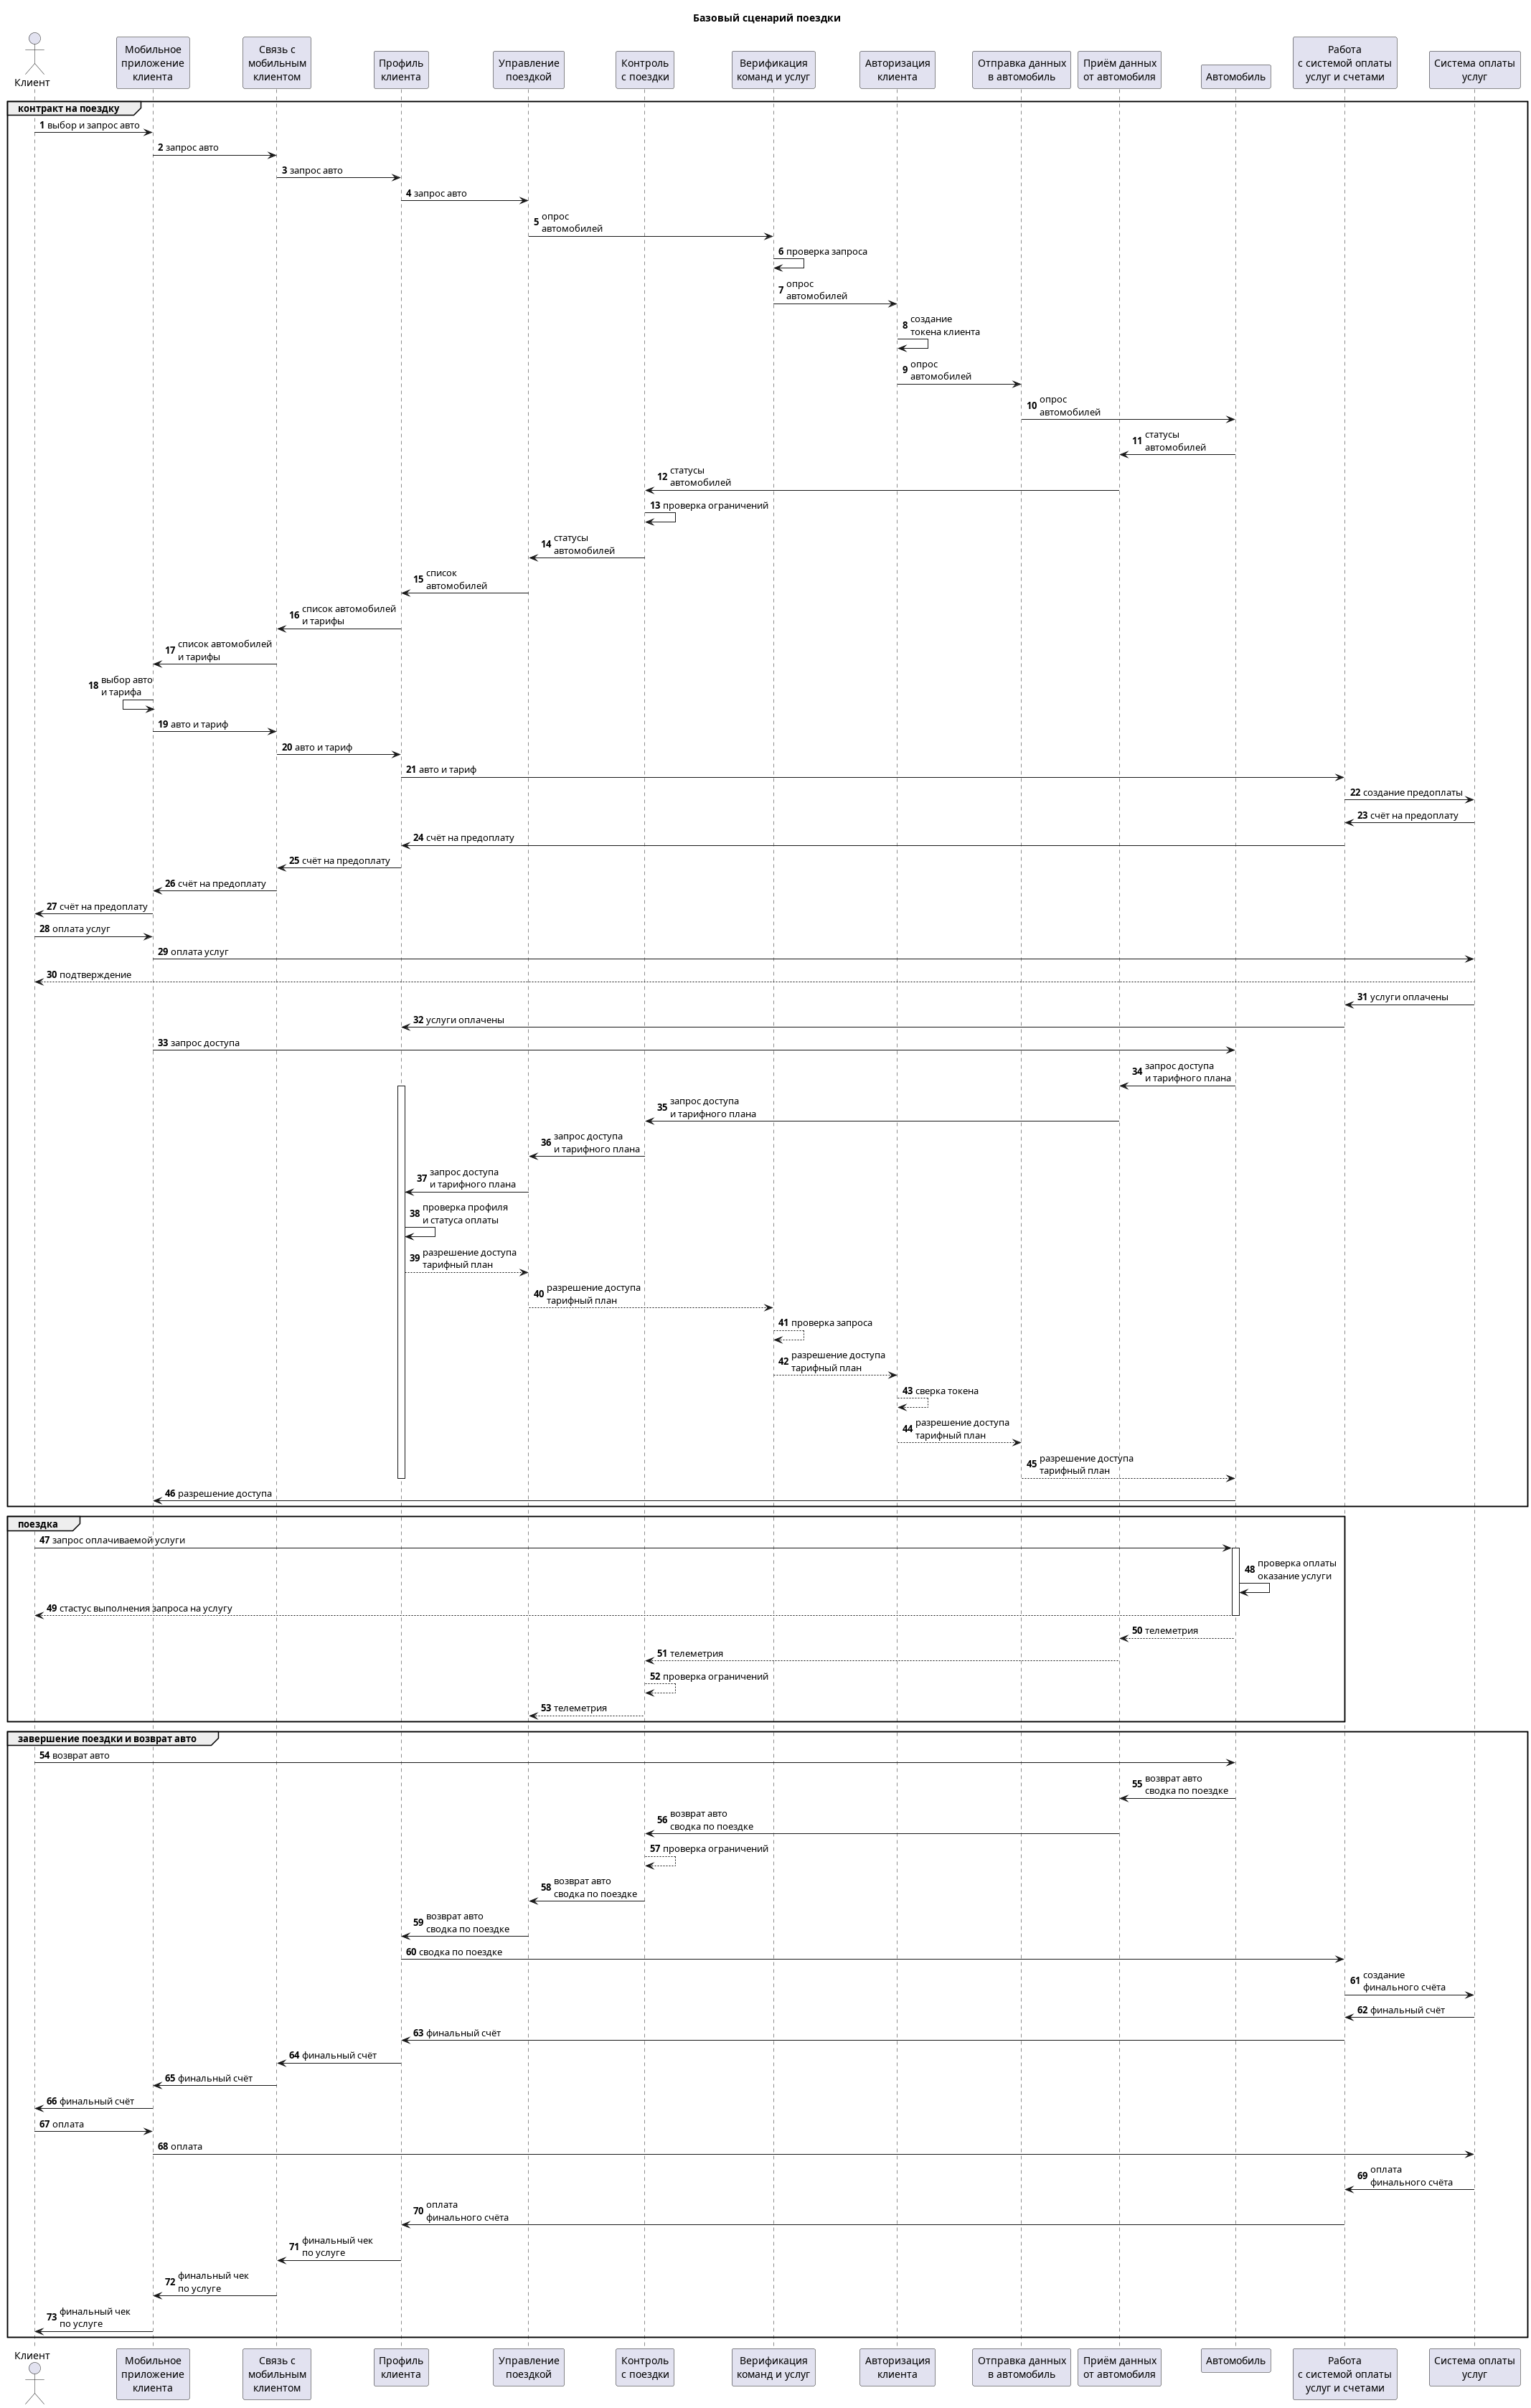 Базовый сценарий поездки
Клиент
Мобильное
приложение
клиента
Связь с
мобильным
клиентом
Профиль
клиента
Управление
поездкой
Контроль
с поездки
Верификация
команд и услуг
Авторизация
клиента
Отправка данных
в автомобиль
Приём данных
от автомобиля
Автомобиль
Работа
с системой оплаты
услуг и счетами
Система оплаты
услуг
контракт на поездку
1 выбор и запрос авто
2 запрос авто
3 запрос авто
4 запрос авто
5 опрос
автомобилей
6 проверка запроса
7 опрос
автомобилей
8 создание
токена клиента
9 опрос
автомобилей
10 опрос
автомобилей
11 статусы
автомобилей
12 статусы
автомобилей
13 проверка ограничений
14 статусы
автомобилей
15 список
автомобилей
16 список автомобилей
и тарифы
17 список автомобилей
и тарифы
18 выбор авто
и тарифа
19 авто и тариф
20 авто и тариф
21 авто и тариф
22 создание предоплаты
23 счёт на предоплату
24 счёт на предоплату
25 счёт на предоплату
26 счёт на предоплату
27 счёт на предоплату
28 оплата услуг
29 оплата услуг
30 подтверждение
31 услуги оплачены
32 услуги оплачены
33 запрос доступа
34 запрос доступа
и тарифного плана
35 запрос доступа
и тарифного плана
36 запрос доступа
и тарифного плана
37 запрос доступа
и тарифного плана
38 проверка профиля
и статуса оплаты
39 разрешение доступа
тарифный план
40 разрешение доступа
тарифный план
41 проверка запроса
42 разрешение доступа
тарифный план
43 сверка токена
44 разрешение доступа
тарифный план
45 разрешение доступа
тарифный план
46 разрешение доступа
поездка
47 запрос оплачиваемой услуги
48 проверка оплаты
оказание услуги
49 стастус выполнения запроса на услугу
50 телеметрия
51 телеметрия
52 проверка ограничений
53 телеметрия
завершение поездки и возврат авто
54 возврат авто
55 возврат авто
сводка по поездке
56 возврат авто
сводка по поездке
57 проверка ограничений
58 возврат авто
сводка по поездке
59 возврат авто
сводка по поездке
60 сводка по поездке
61 создание
финального счёта
62 финальный счёт
63 финальный счёт
64 финальный счёт
65 финальный счёт
66 финальный счёт
67 оплата
68 оплата
69 оплата
финального счёта
70 оплата
финального счёта
71 финальный чек
по услуге
72 финальный чек
по услуге
73 финальный чек
по услуге
Клиент
Мобильное
приложение
клиента
Связь с
мобильным
клиентом
Профиль
клиента
Управление
поездкой
Контроль
с поездки
Верификация
команд и услуг
Авторизация
клиента
Отправка данных
в автомобиль
Приём данных
от автомобиля
Автомобиль
Работа
с системой оплаты
услуг и счетами
Система оплаты
услуг